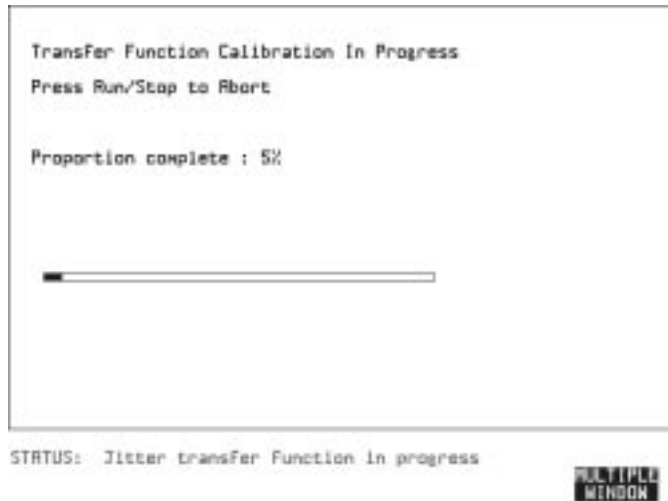 Transfer Function Calibration In Progress
Press Run/Stop to Abort
Proportion complete : 5%
STATUS: Jitter transfer Function in progress
MULTIPLE
WINDOW